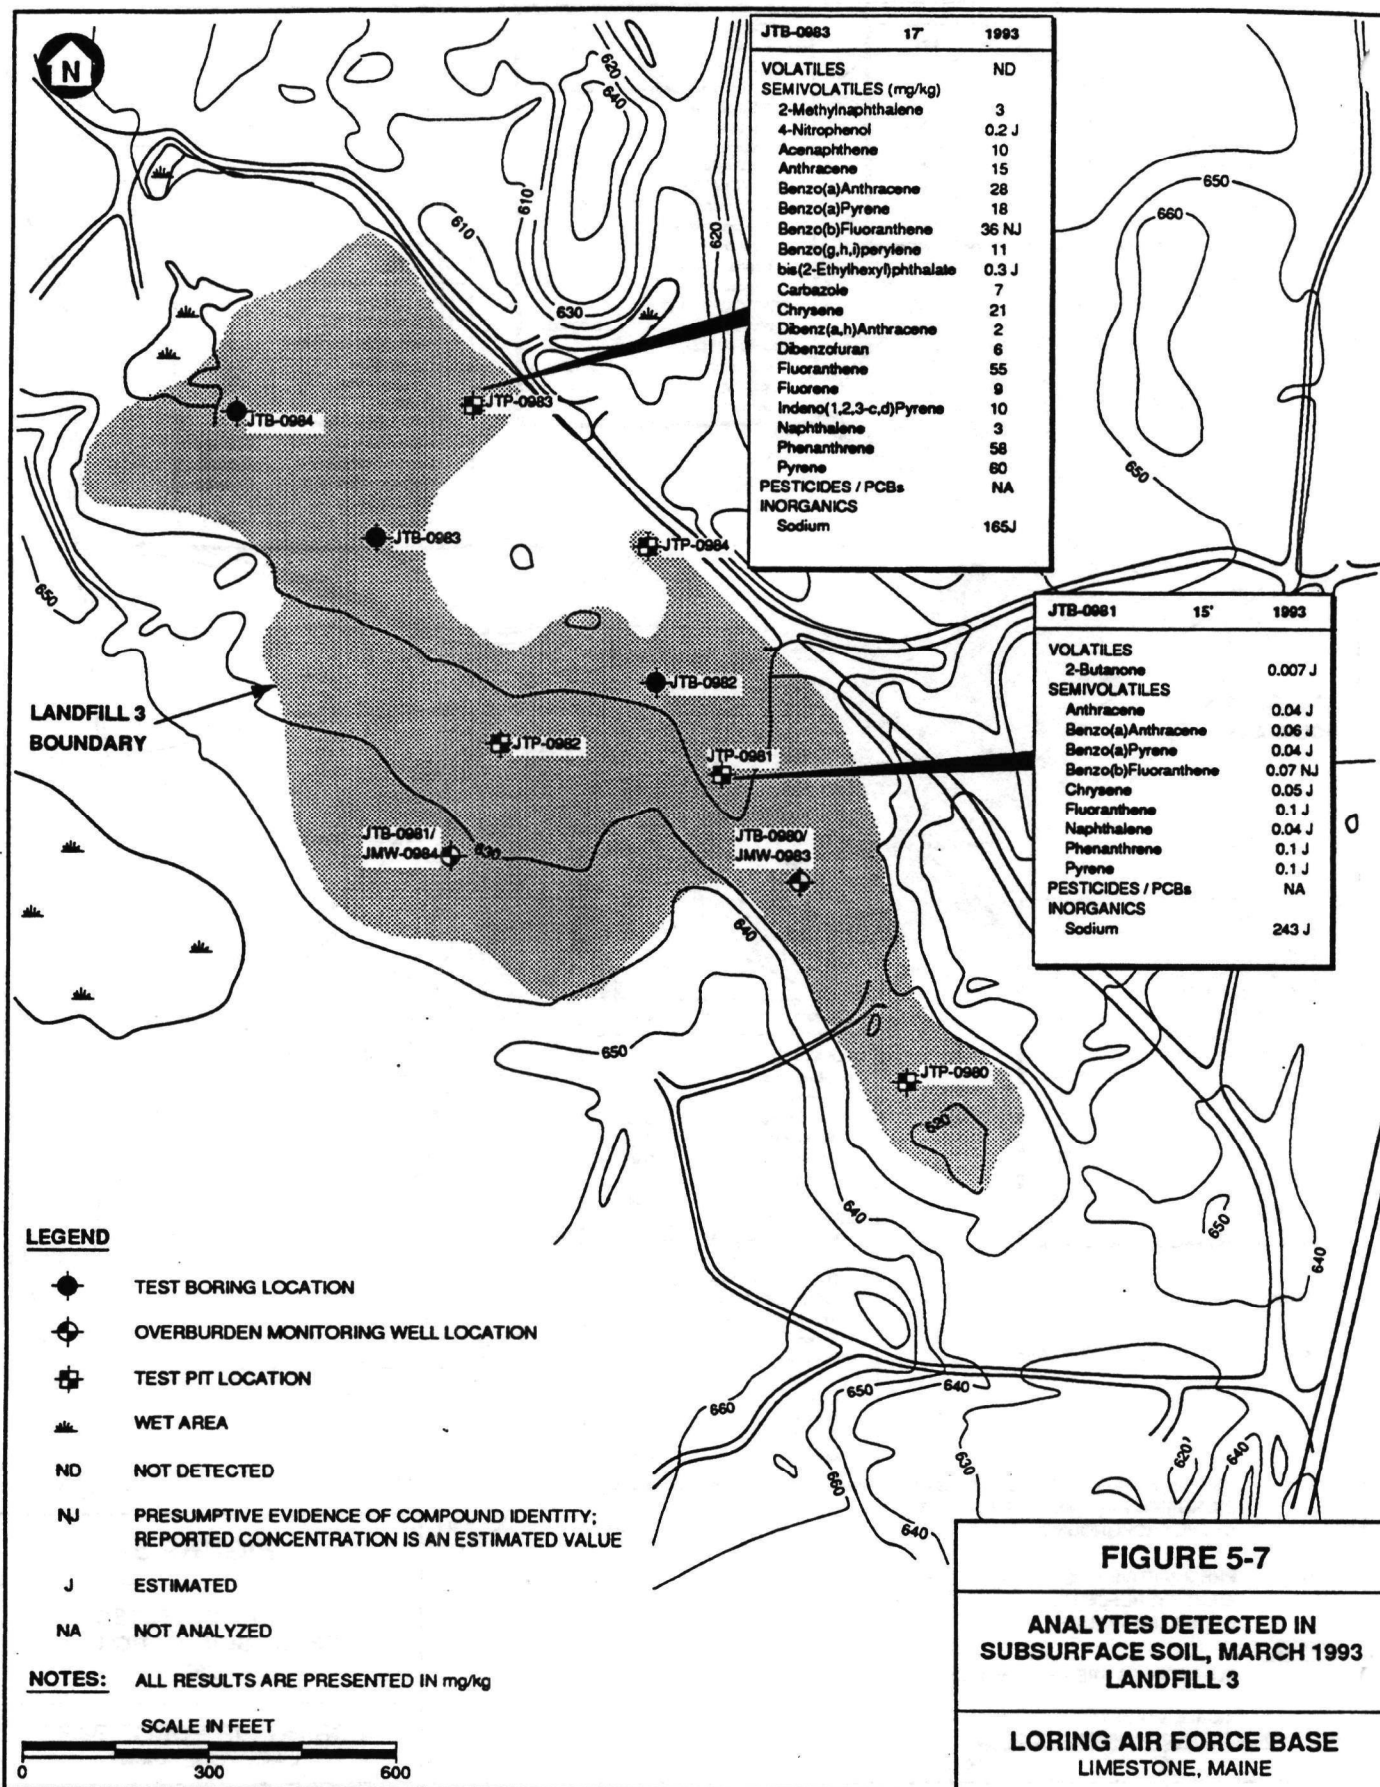 N
JTB-0983 17' 1993
VOLATILES ND
SEMIVOLATILES (mg/kg)
2-Methylnaphthalene 3
4-Nitrophenol 0.2 J
Acenaphthene 10
Anthracene 15
Benzo(a)Anthracene 28
Benzo(a)Pyrene 18
Benzo(b)Fluoranthene 36 NJ
Benzo(g,h,i)perylene 11
bis(2-Ethylhexyl)phthalate 0.3 J
Carbazole 7
Chrysene 21
Dibenz(a,h)Anthracene 2
Dibenzofuran 6
Fluoranthene 55
Fluorene 9
Indeno(1,2,3-c,d)Pyrene 10
Naphthalene 3
Phenanthrene 58
Pyrene 60
PESTICIDES / PCBs NA
INORGANICS
Sodium 165J
620
640
610
610
620
630
650
660
650
JTP-0983
JTB-0984
JTB-0983
JTP-0984
650
JTB-0981 15' 1993
VOLATILES
2-Butanone 0.007 J
SEMIVOLATILES
Anthracene 0.04 J
Benzo(a)Anthracene 0.06 J
Benzo(a)Pyrene 0.04 J
Benzo(b)Fluoranthene 0.07 NJ
Chrysene 0.05 J
Fluoranthene 0.1 J
Naphthalene 0.04 J
Phenanthrene 0.1 J
Pyrene 0.1 J
PESTICIDES / PCBs NA
INORGANICS
Sodium 243 J
JTB-0982
LANDFILL 3
BOUNDARY
JTP-0982
JTP-0981
JTB-0981/
JMW-0984
630
JTB-0980/
JMW-0983
640
650
JTP-0980
620
640
650
640
660
650
640
630
660
640
620
640
LEGEND
TEST BORING LOCATION
OVERBURDEN MONITORING WELL LOCATION
TEST PIT LOCATION
WET AREA
ND NOT DETECTED
NJ PRESUMPTIVE EVIDENCE OF COMPOUND IDENTITY;
REPORTED CONCENTRATION IS AN ESTIMATED VALUE
J ESTIMATED
NA NOT ANALYZED
NOTES: ALL RESULTS ARE PRESENTED IN mg/kg
SCALE IN FEET
0 300 600
FIGURE 5-7
ANALYTES DETECTED IN
SUBSURFACE SOIL, MARCH 1993
LANDFILL 3
LORING AIR FORCE BASE
LIMESTONE, MAINE